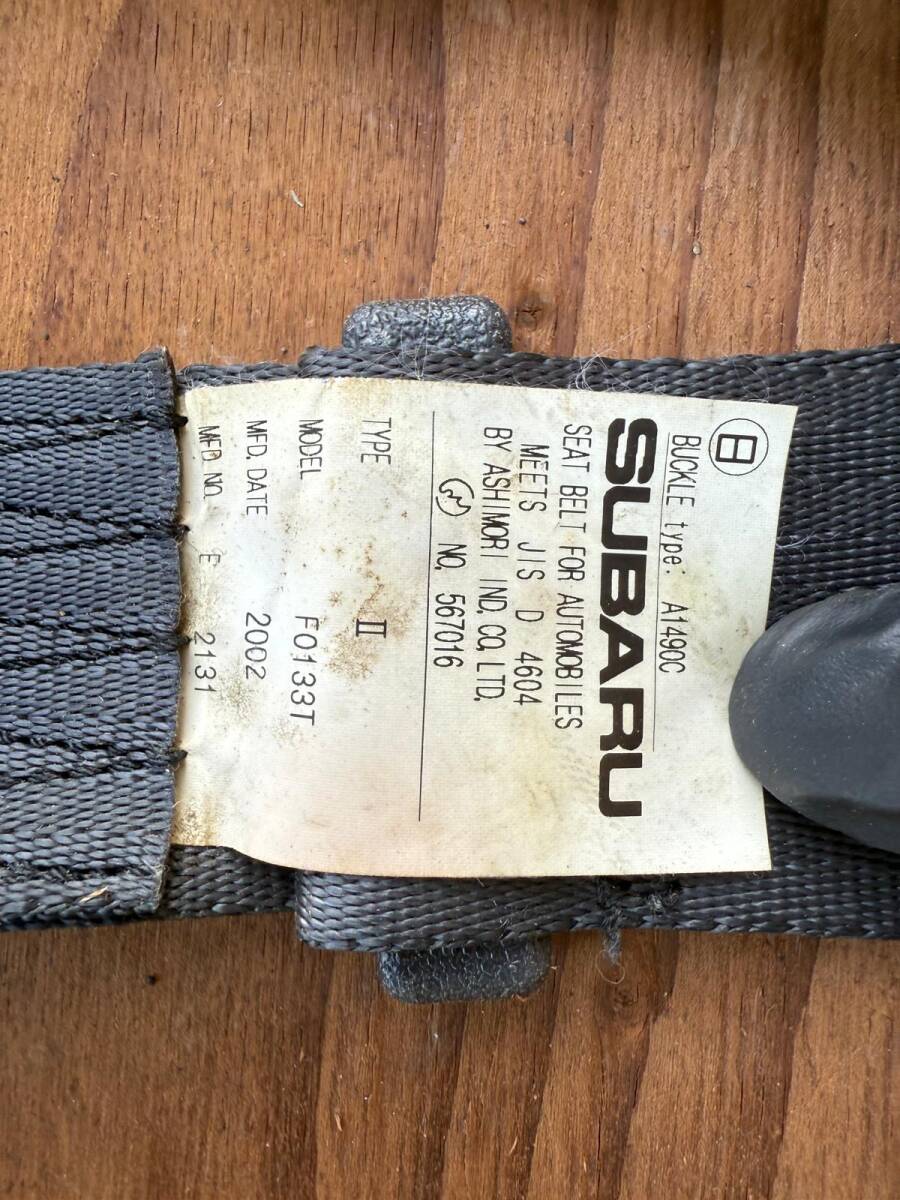 日
BUCKLE type: A1490C
SUBARU
SEAT BELT FOR AUTOMOBILES
MEETS JIS D 4604
BY ASHIMORI IND, CO, LTD,
NO, 567016
TYPE II
MODEL F0133T
MFD, DATE 2002
MFD NO, E 2131